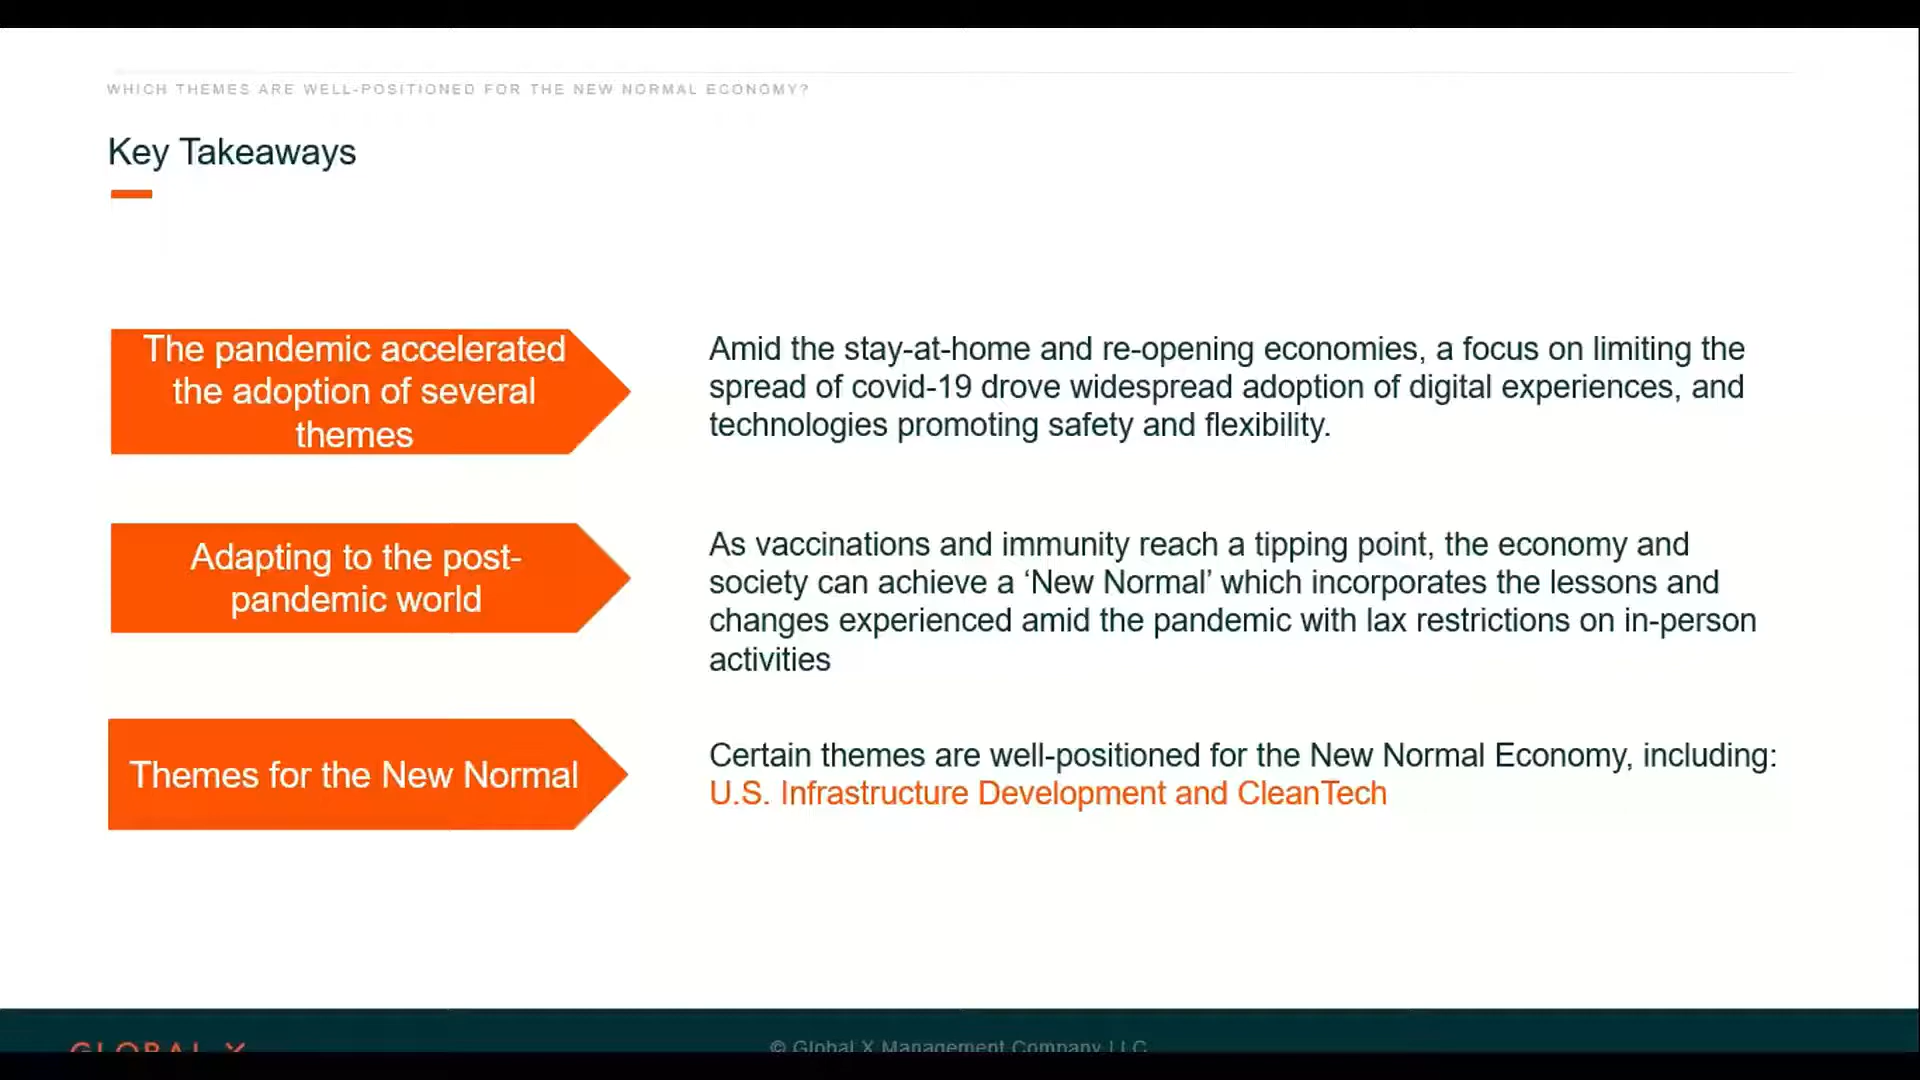 WHICH THEMES ARE WELL-POSITIONED FOR THE NEW NORMAL ECONOMY?
Key Takeaways
The pandemic accelerated
the adoption of several
themes
Amid the stay-at-home and re-opening economies, a focus on limiting the
spread of covid-19 drove widespread adoption of digital experiences, and
technologies promoting safety and flexibility.
Adapting to the post-
pandemic world
As vaccinations and immunity reach a tipping point, the economy and
society can achieve a ‘New Normal’ which incorporates the lessons and
changes experienced amid the pandemic with lax restrictions on in-person
activities
Themes for the New Normal
Certain themes are well-positioned for the New Normal Economy, including:
U.S. Infrastructure Development and CleanTech
GLOBAL X
© Global X Management Company LLC